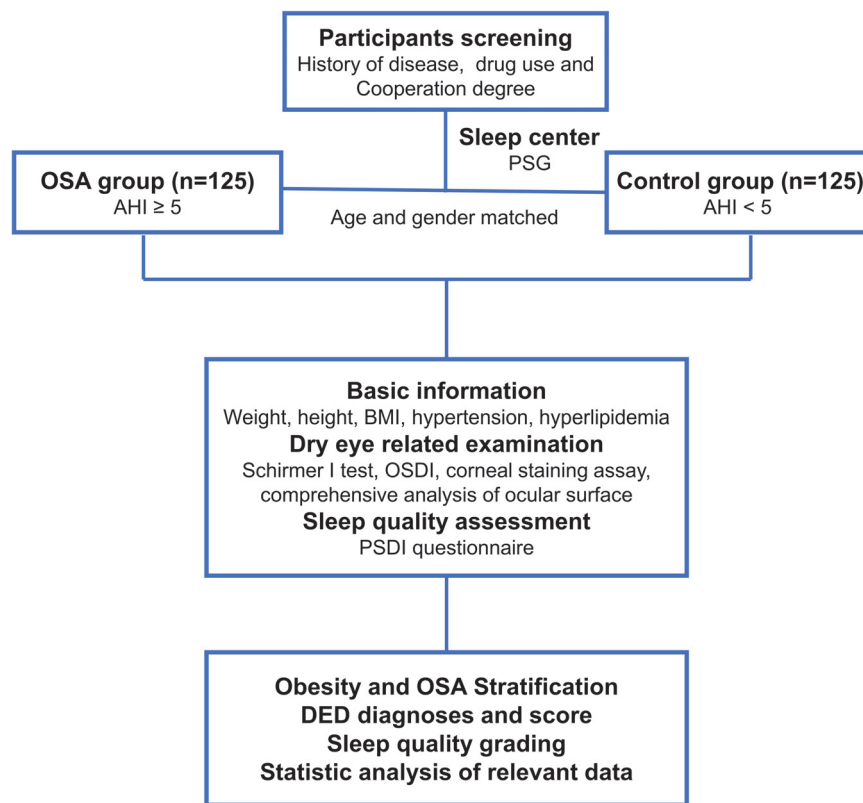 Participants screening
History of disease, drug use and
Cooperation degree
Sleep center
PSG
OSA group (n=125)
AHI ≥ 5
Control group (n=125)
AHI < 5
Age and gender matched
Basic information
Weight, height, BMI, hypertension, hyperlipidemia
Dry eye related examination
Schirmer I test, OSDI, corneal staining assay,
comprehensive analysis of ocular surface
Sleep quality assessment
PSDI questionnaire
Obesity and OSA Stratification
DED diagnoses and score
Sleep quality grading
Statistic analysis of relevant data